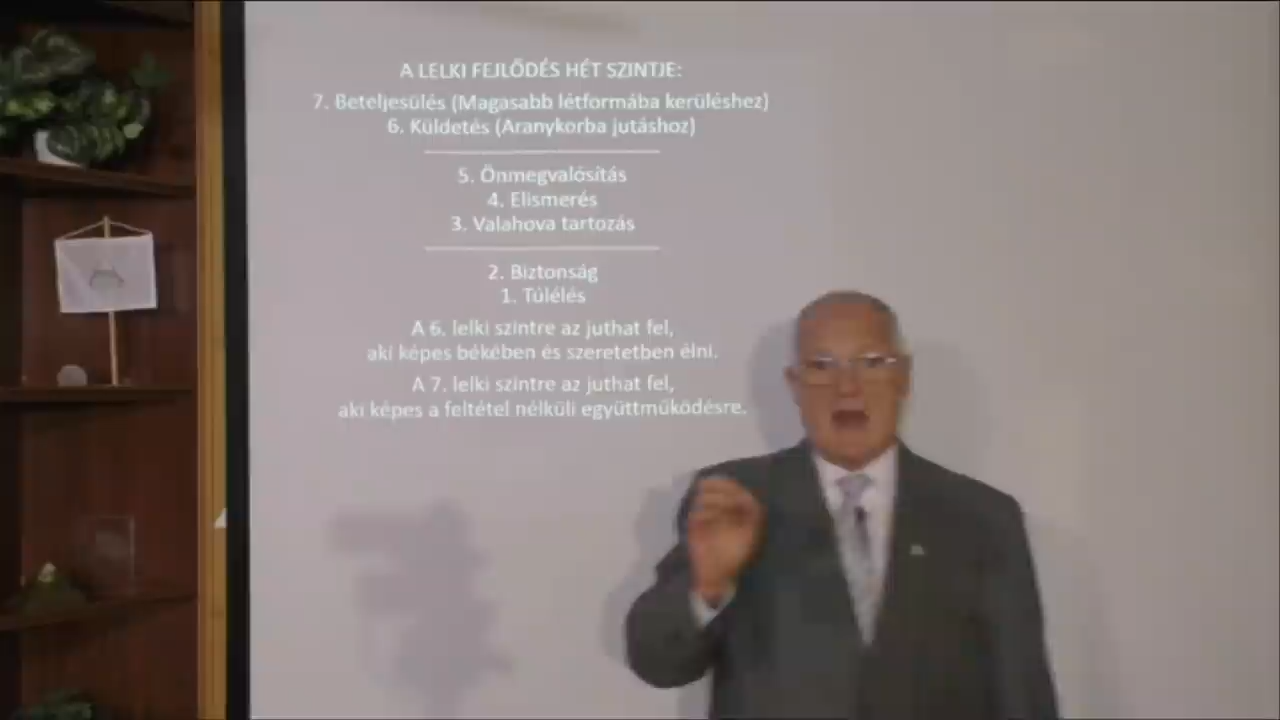 A LELKI FEJLŐDÉS HÉT SZINTJE:
7. Beteljesülés (Magasabb létformába kerüléshez)
6. Küldetés (Aranykorba jutáshoz)
5. Önmegvalósítás
4. Elismerés
3. Valahova tartozás
2. Biztonság
1. Túlélés
A 6. lelki szintre az juthat fel,
aki képes békében és szeretetben élni.
A 7. lelki szintre az juthat fel,
aki képes a feltétel nélküli együttműködésre.